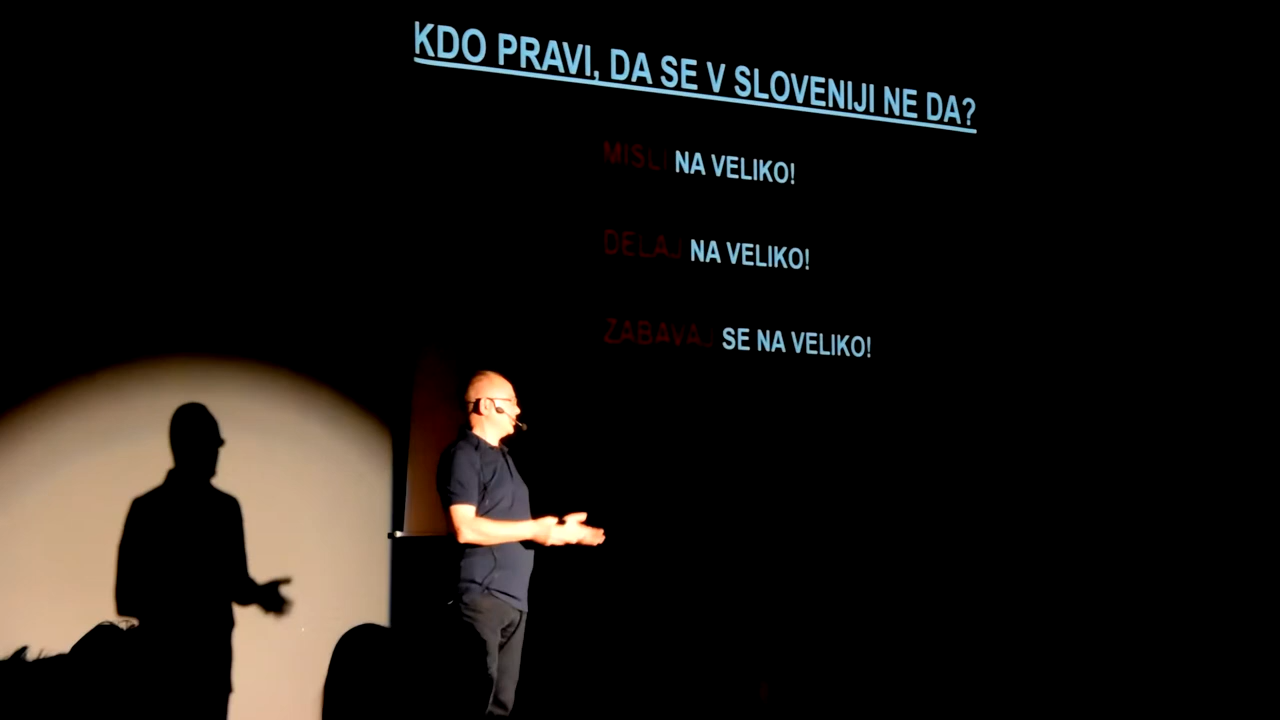 KDO PRAVI, DA SE V SLOVENIJI NE DA?
MISLI NA VELIKO!
DELAJ NA VELIKO!
ZABAVAJ SE NA VELIKO!